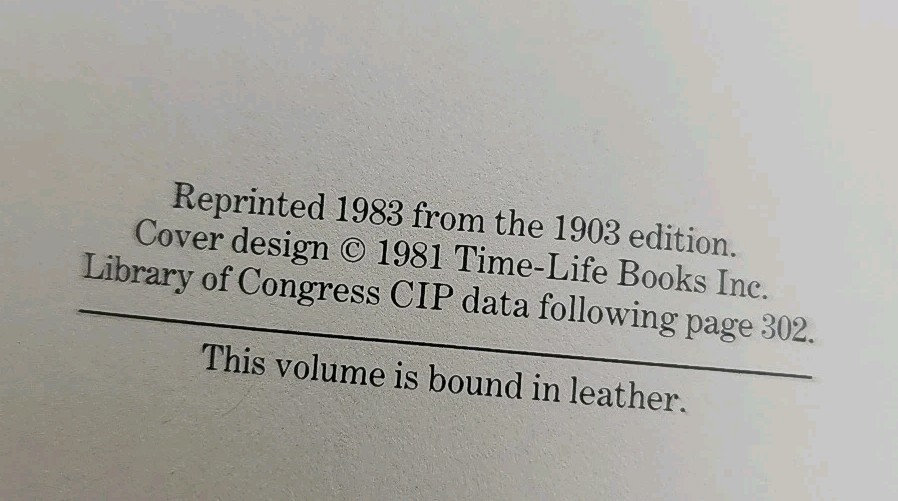 Reprinted 1983 from the 1903 edition.
Cover design © 1981 Time-Life Books Inc.
Library of Congress CIP data following page 302.
This volume is bound in leather.